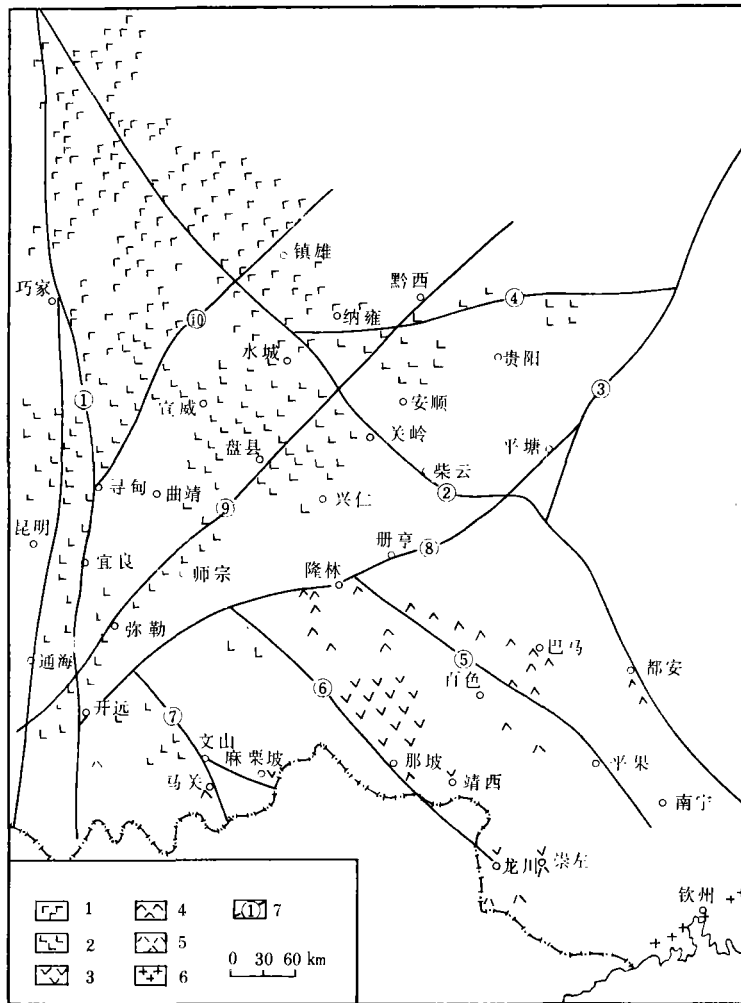 镇雄
黔西
巧家
④
⑩
纳雍
水城
贵阳
③
①
宣威
安顺
关岭
盘县
平塘
柴云
寻甸
曲靖
⑨
兴仁
②
昆明
册亨
⑧
宜良
师宗
隆林
弥勒
巴马
通海
⑤
都安
百色
⑥
开远
⑦
文山
麻栗坡
那坡
平果
马关
靖西
南宁
龙川
崇左
钦州
1
4
① 7
2
5
0 30 60 km
3
6